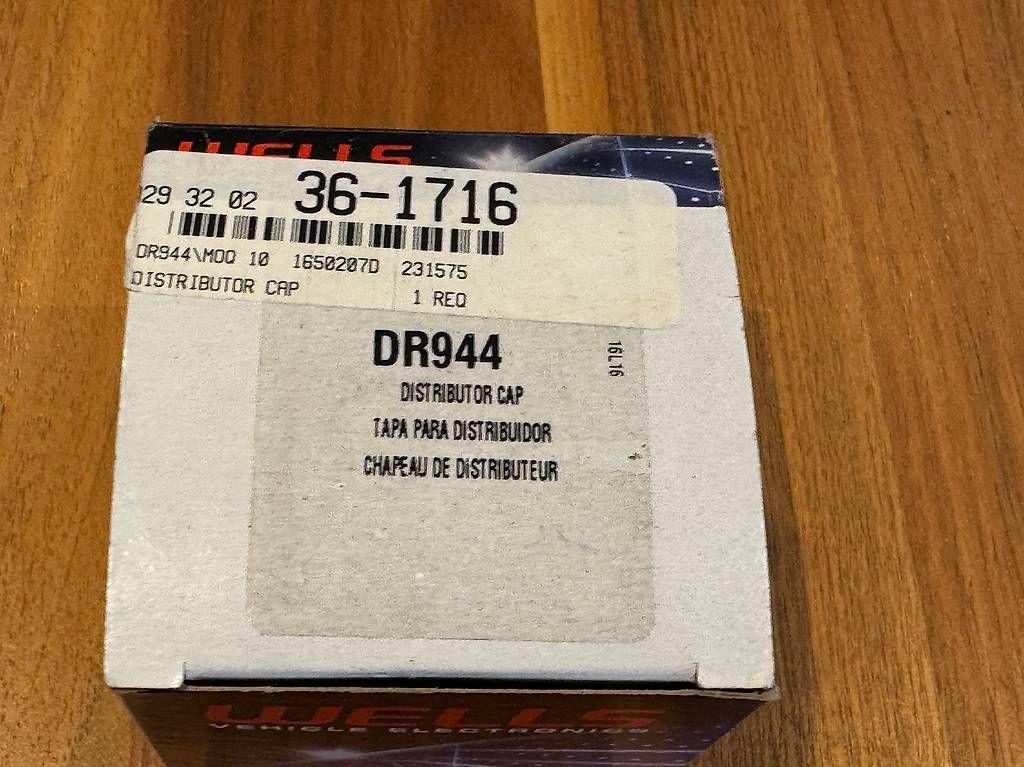 WELLS
29 32 02 36-1716
DR944\MOQ 10 1650207D 231575
DISTRIBUTOR CAP 1 REQ
DR944
16L16
DISTRIBUTOR CAP
TAPA PARA DISTRIBUIDOR
CHAPEAU DE DISTRIBUTEUR
WELLS
VEHICLE ELECTRONICS